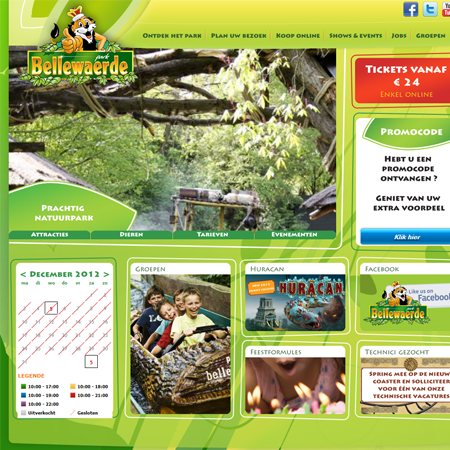 park
Bellewaerde
Ontdek het park
Plan uw bezoek
Koop online
Shows & events
Jobs
Groepen
Tickets vanaf
€ 24
Enkel online
Promocode
Hebt u een
promocode
ontvangen ?
Geniet van uw
extra voordeel
Klik hier
Prachtig
natuurpark
Attracties
Dieren
Tarieven
Evenementen
< December 2012 >
ma di wo do vr za zo
LEGENDE
10:00 - 17:00
10:00 - 18:00
10:00 - 19:00
10:00 - 21:00
10:00 - 22:00
Uitverkocht
Gesloten
Groepen
Huracan
HURACAN
Facebook
Like us on
Facebook
Bellewaerde
Feestformules
Technici gezocht
Spring mee op de nieuwe
coaster en solliciteer
voor één van onze
technische vacatures